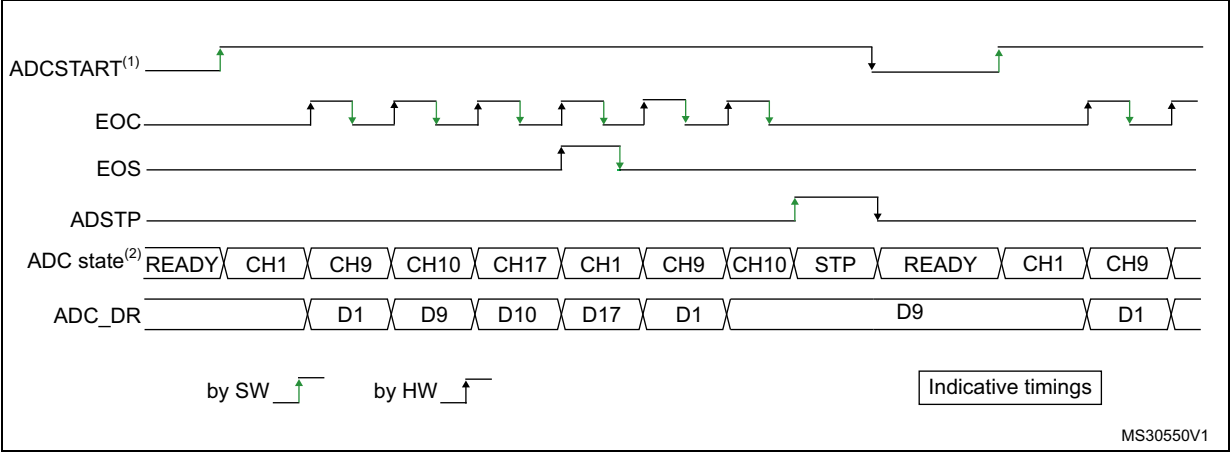 ADCSTART(1)
EOC
EOS
ADSTP
ADC state(2) READY CH1 CH9 CH10 CH17 CH1 CH9 CH10 STP READY CH1 CH9
ADC_DR D1 D9 D10 D17 D1 D9 D1
by SW by HW Indicative timings
MS30550V1